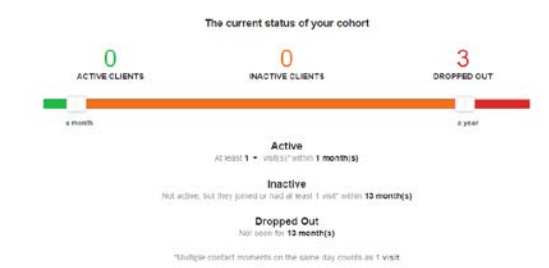 The current status of your cohort
0 0 3
ACTIVE CLIENTS INACTIVE CLIENTS DROPPED OUT
a month a year
Active
At least 1 visit(s)* within 1 month(s)
Inactive
Not active, but they joined or had at least 1 visit* within 13 month(s)
Dropped Out
Not seen for 13 month(s)
*Multiple contact moments on the same day counts as 1 visit